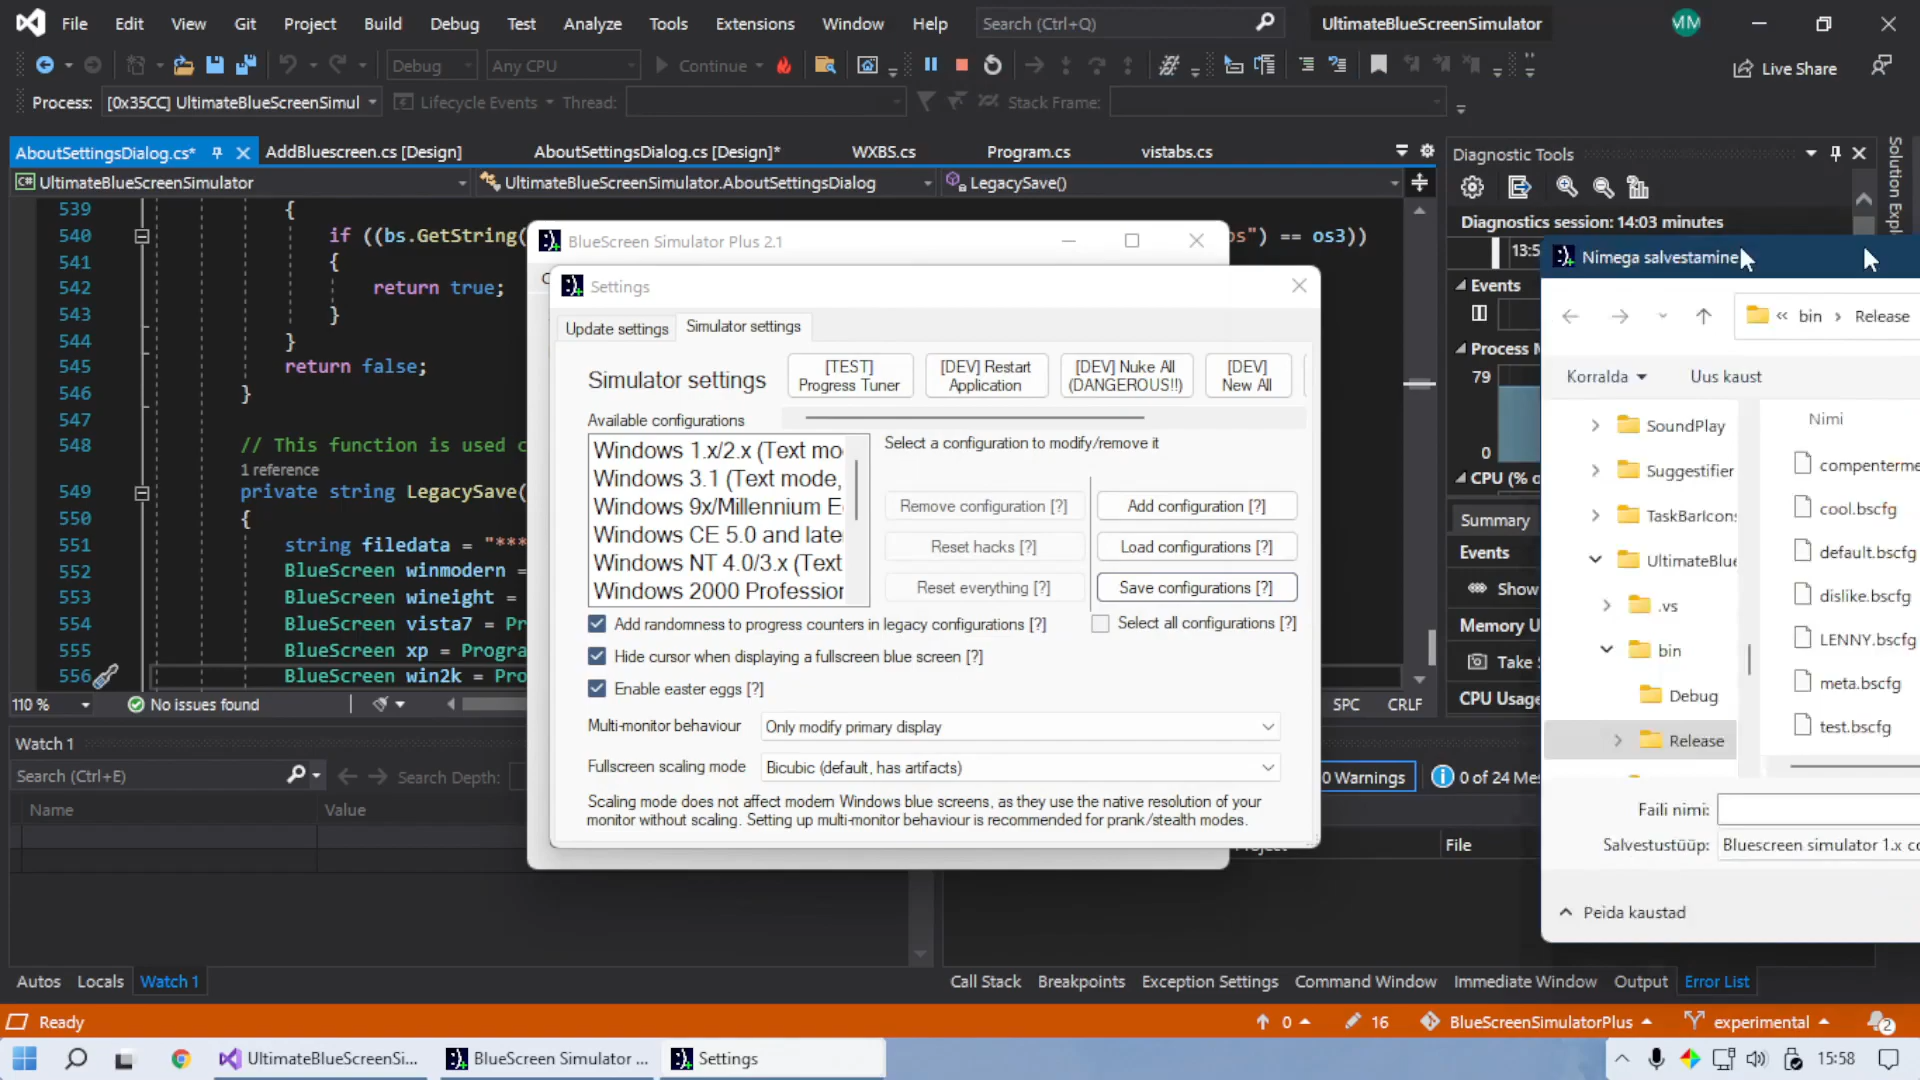 File Edit View Git Project Build Debug Test Analyze Tools Extensions Window Help Search (Ctrl+Q) UltimateBlueScreenSimulator MM
Debug Any CPU Continue Live Share
Process: [0x35CC] UltimateBlueScreenSimul Lifecycle Events Thread: Stack Frame:
AboutSettingsDialog.cs* AddBluescreen.cs [Design] AboutSettingsDialog.cs [Design]* WXBS.cs Program.cs vistabs.cs
UltimateBlueScreenSimulator UltimateBlueScreenSimulator.AboutSettingsDialog LegacySave()
539 {
540 if ((bs.GetString( os") == os3))
541 {
542 return true;
543 }
544 }
545 return false;
546 }
547
548 // This function is used c
1 reference
549 private string LegacySave(
550 {
551 string filedata = "***
552 BlueScreen winmodern =
553 BlueScreen wineight =
554 BlueScreen vista7 = Pr
555 BlueScreen xp = Progra
556 BlueScreen win2k = Pro
110 % No issues found SPC CRLF
Watch 1
Search (Ctrl+E) Search Depth:
Name Value
Autos Locals Watch 1
BlueScreen Simulator Plus 2.1
Settings
Update settings Simulator settings
Simulator settings
[TEST] Progress Tuner
[DEV] Restart Application
[DEV] Nuke All (DANGEROUS!!)
[DEV] New All
Available configurations
Select a configuration to modify/remove it
Windows 1.x/2.x (Text mo
Windows 3.1 (Text mode,
Windows 9x/Millennium E
Windows CE 5.0 and late
Windows NT 4.0/3.x (Text
Windows 2000 Profession
Remove configuration [?] Add configuration [?]
Reset hacks [?] Load configurations [?]
Reset everything [?] Save configurations [?]
Add randomness to progress counters in legacy configurations [?] Select all configurations [?]
Hide cursor when displaying a fullscreen blue screen [?]
Enable easter eggs [?]
Multi-monitor behaviour Only modify primary display
Fullscreen scaling mode Bicubic (default, has artifacts)
Scaling mode does not affect modern Windows blue screens, as they use the native resolution of your
monitor without scaling. Setting up multi-monitor behaviour is recommended for prank/stealth modes.
0 Warnings 0 of 24 Mes
File
Call Stack Breakpoints Exception Settings Command Window Immediate Window Output Error List
Diagnostic Tools
Solution Expl
Diagnostics session: 14:03 minutes
13:5
Events
Process M
79
0
CPU (% o
Summary
Events
Show
Memory U
Take
CPU Usage
Nimega salvestamine
« bin › Release
Korralda Uus kaust
SoundPlay
Suggestifier
TaskBarIcons
UltimateBlue
.vs
bin
Debug
Release
Nimi
compenterme
cool.bscfg
default.bscfg
dislike.bscfg
LENNY.bscfg
meta.bscfg
test.bscfg
Faili nimi:
Salvestustüüp: Bluescreen simulator 1.x co
Peida kaustad
Ready 0 16 BlueScreenSimulatorPlus experimental 2
UltimateBlueScreenSi... BlueScreen Simulator ... Settings 15:58